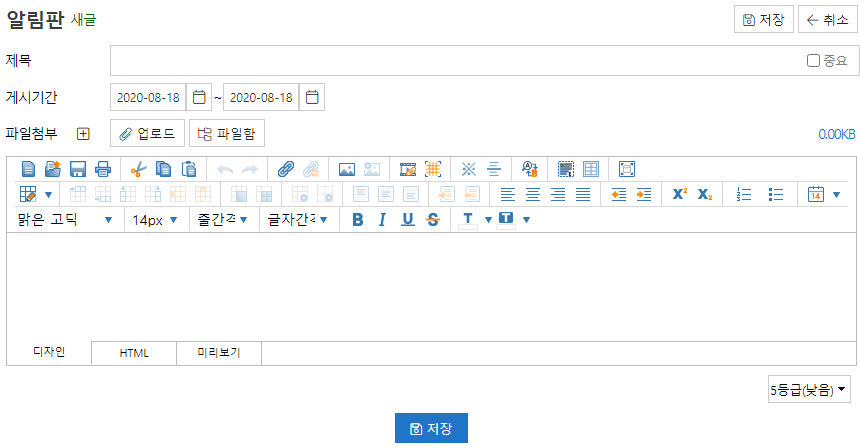 알림판 새글 저장 취소
제목 중요
게시기간 2020-08-18 ~ 2020-08-18
파일첨부 업로드 파일함 0.00KB
14
맑은 고딕 14px 줄간격 글자간격 B I U S T T
디자인 HTML 미리보기
5등급(낮음)
저장